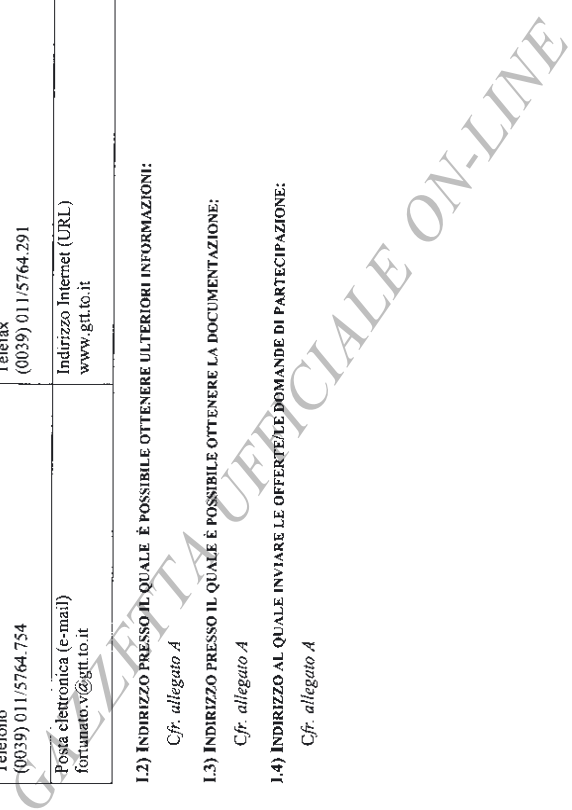 Telefono
(0039) 011/5764.754
Telefax
(0039) 011/5764.291
Posta elettronica (e-mail)
fortunato.v@gtt.to.it
Indirizzo Internet (URL)
www.gtt.to.it
I.2) INDIRIZZO PRESSO IL QUALE È POSSIBILE OTTENERE ULTERIORI INFORMAZIONI:
Cfr. allegato A
I.3) INDIRIZZO PRESSO IL QUALE È POSSIBILE OTTENERE LA DOCUMENTAZIONE:
Cfr. allegato A
I.4) INDIRIZZO AL QUALE INVIARE LE OFFERTE/LE DOMANDE DI PARTECIPAZIONE:
Cfr. allegato A
GAZZETTA UFFICIALE ON-LINE